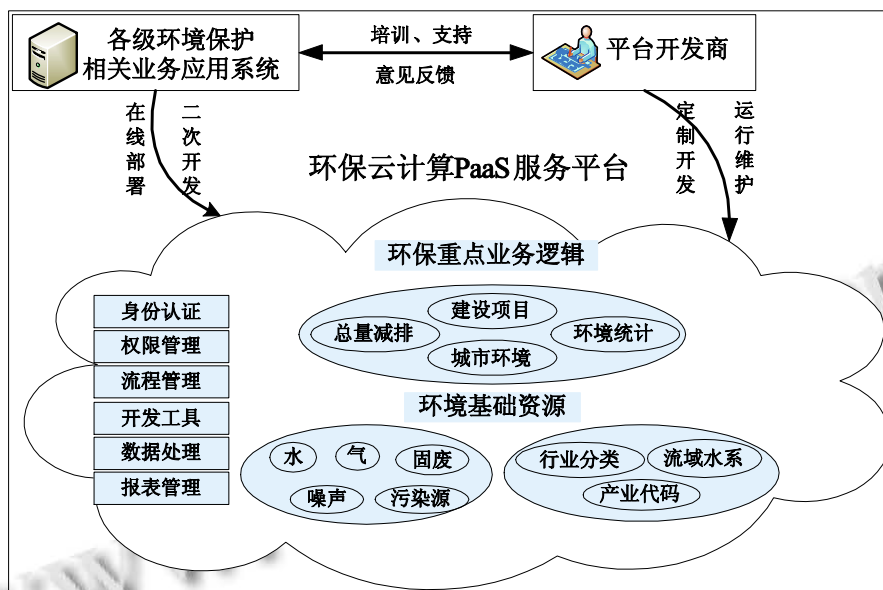 各级环境保护
相关业务应用系统
培训、支持
意见反馈
平台开发商
在线部署
二次开发
定制开发
运行维护
环保云计算PaaS服务平台
环保重点业务逻辑
建设项目
总量减排
环境统计
城市环境
身份认证
权限管理
流程管理
开发工具
数据处理
报表管理
环境基础资源
水
气
固废
噪声
污染源
行业分类
流域水系
产业代码